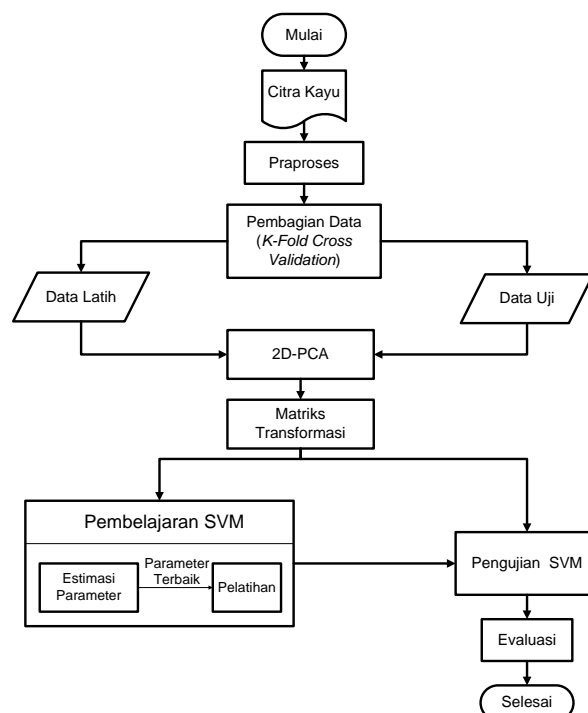 Mulai
Citra Kayu
Praproses
Pembagian Data
(K-Fold Cross
Validation)
Data Latih
Data Uji
2D-PCA
Matriks
Transformasi
Pembelajaran SVM
Estimasi
Parameter
Parameter
Terbaik
Pelatihan
Pengujian SVM
Evaluasi
Selesai